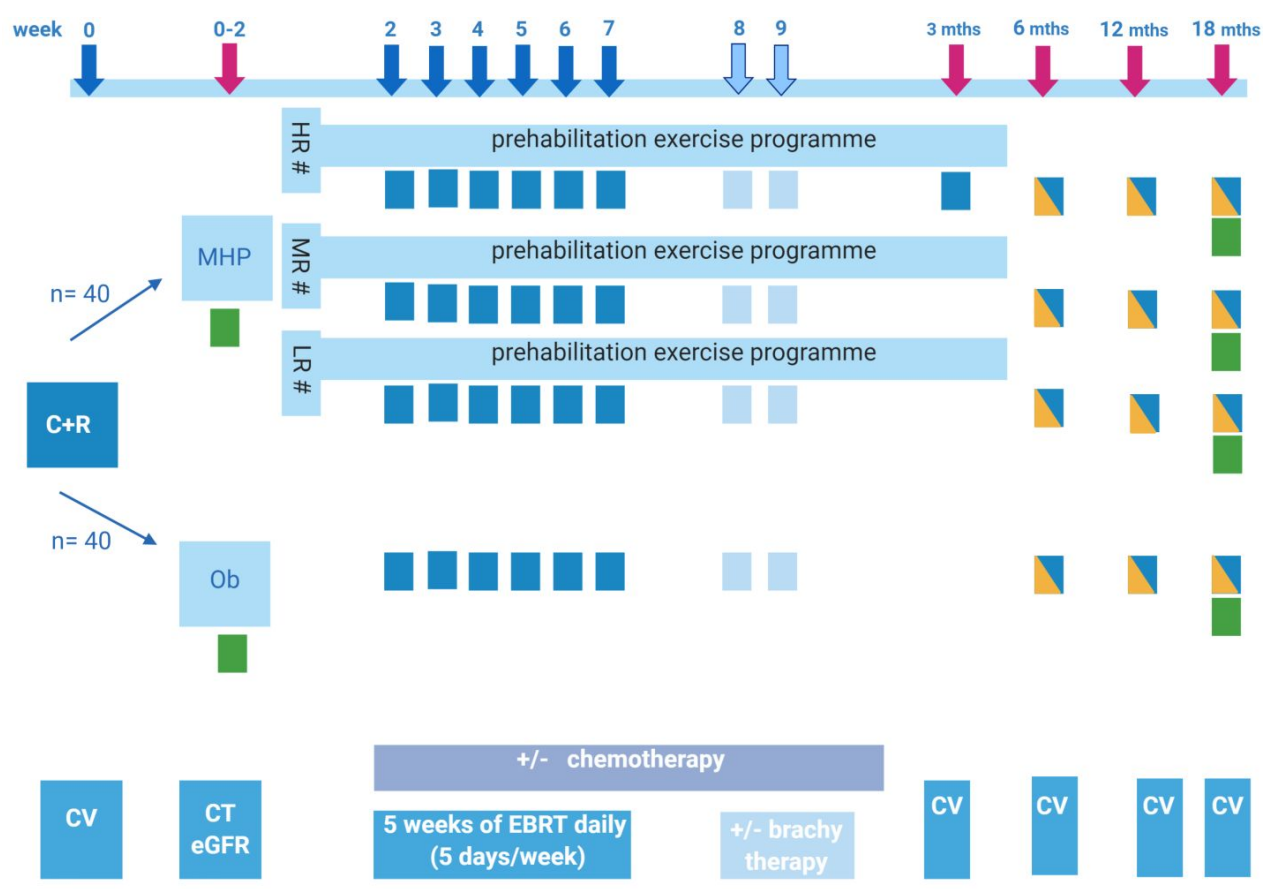 week 0 0-2 2 3 4 5 6 7 8 9 3 mths 6 mths 12 mths 18 mths
HR #
prehabilitation exercise programme
MHP
n= 40
MR #
prehabilitation exercise programme
LR #
prehabilitation exercise programme
C+R
n= 40
Ob
+/- chemotherapy
CV
CT
eGFR
5 weeks of EBRT daily
(5 days/week)
+/- brachy
therapy
CV
CV
CV
CV